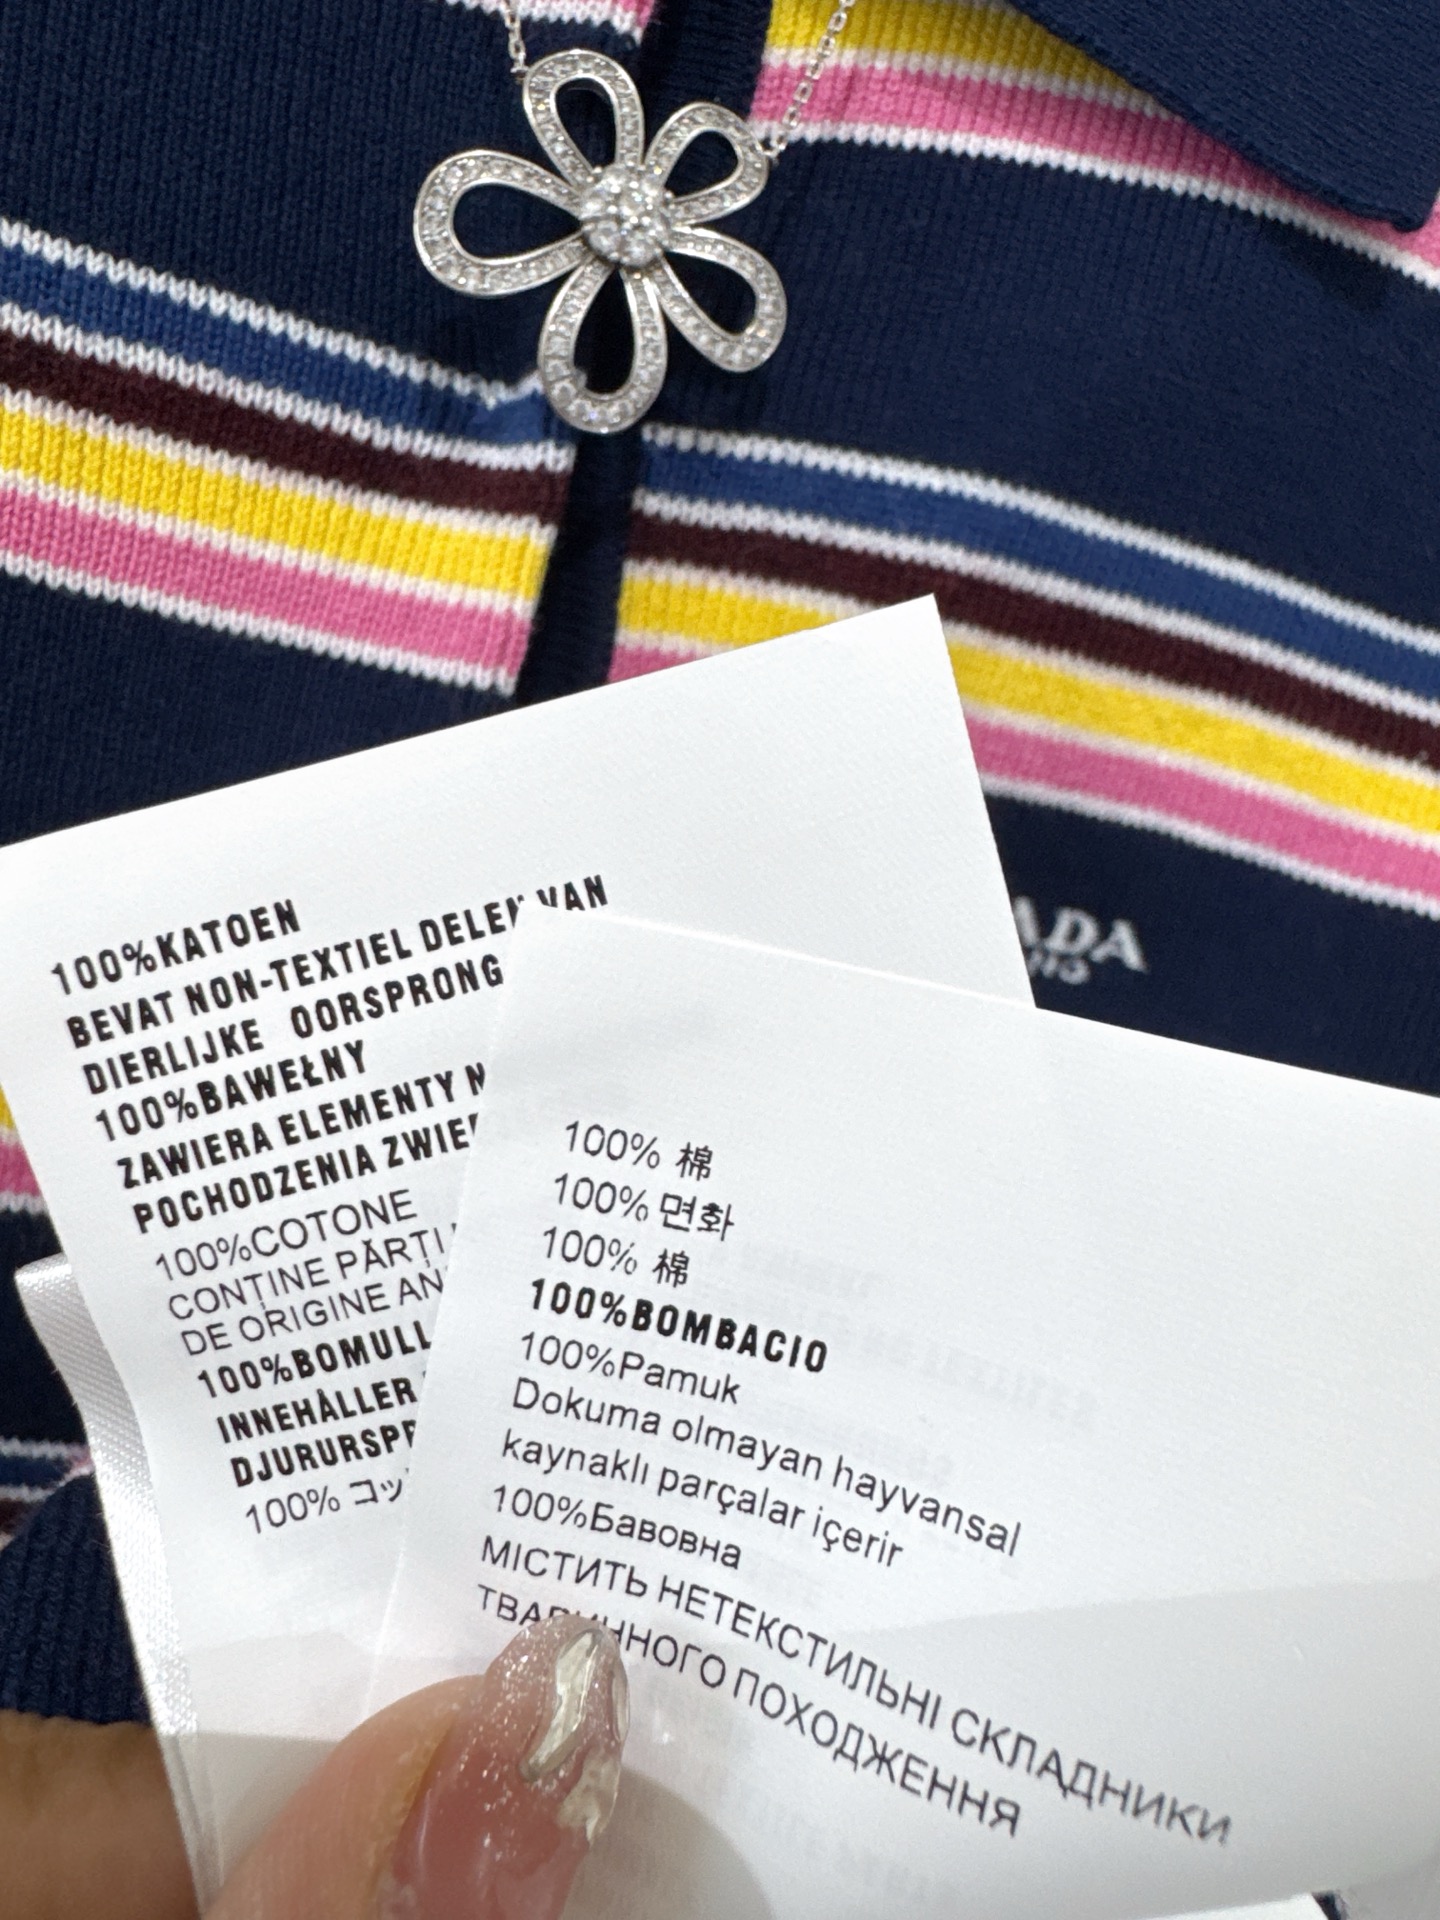 100%KATOEN
BEVAT NON-TEXTIEL DELEN VAN
DIERLIJKE OORSPRONG
100%BAWEŁNY
ZAWIERA ELEMENTY
POCHODZENIA
100%COTONE
CONȚINE PĂRȚI
DE ORIGINE
INNEHÅLLER
100%
100% 棉
100% 면화
100% 棉
100%BOMBACIO
100%Pamuk
Dokuma olmayan hayvansal
kaynaklı parçalar içerir
100%Бавовна
МІСТИТЬ НЕТЕКСТИЛЬНІ СКЛАДНИКИ
ТВАРИННОГО ПОХОДЖЕННЯ